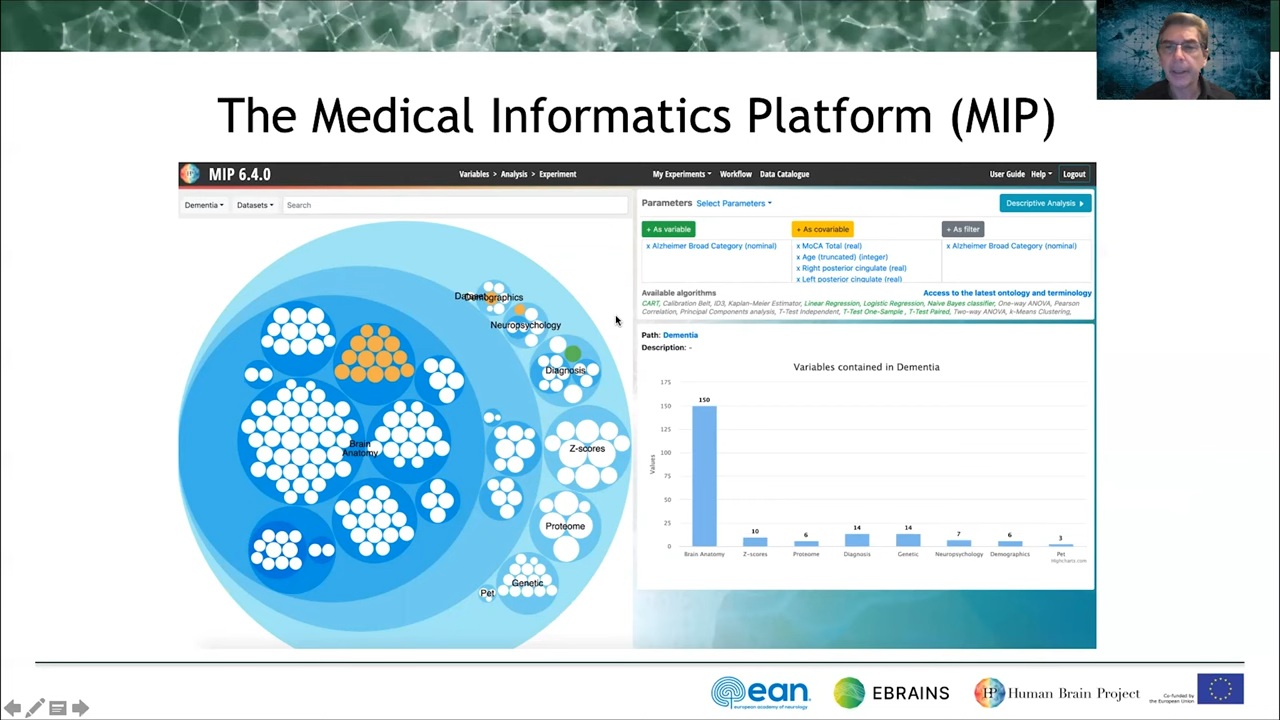 The Medical Informatics Platform (MIP)
MIP 6.4.0
Variables > Analysis > Experiment
My Experiments
Workflow
Data Catalogue
User Guide
Help
Logout
Dementia
Datasets
Search
Parameters
Select Parameters
Descriptive Analysis
+ As variable
+ As covariable
+ As filter
x Alzheimer Broad Category (nominal)
x MoCA Total (real)
x Age (truncated) (integer)
x Right posterior cingulate (real)
x Left posterior cingulate (real)
x Alzheimer Broad Category (nominal)
Available algorithms
Access to the latest ontology and terminology
CART, Calibration Belt, ID3, Kaplan-Meier Estimator, Linear Regression, Logistic Regression, Naive Bayes classifier, One-way ANOVA, Pearson
Correlation, Principal Components analysis, T-Test Independent, T-Test One-Sample , T-Test Paired, Two-way ANOVA, k-Means Clustering,
Demographics
Neuropsychology
Diagnosis
Brain
Anatomy
Z-scores
Proteome
Genetic
Pet
Path: Dementia
Description: -
Variables contained in Dementia
Values
175
150
125
100
75
50
25
0
150
10
6
14
14
7
6
3
Brain Anatomy
Z-scores
Proteome
Diagnosis
Genetic
Neuropsychology
Demographics
Pet
Highcharts.com
ean
european academy of neurology
EBRAINS
HP
Human Brain Project
Co-funded by
the European Union